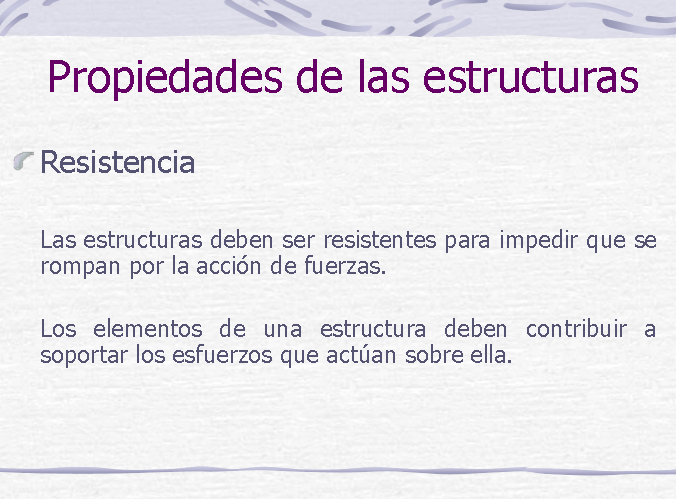 Propiedades de las estructuras
Resistencia
Las estructuras deben ser resistentes para impedir que se
rompan por la acción de fuerzas.
Los elementos de una estructura deben contribuir a
soportar los esfuerzos que actúan sobre ella.